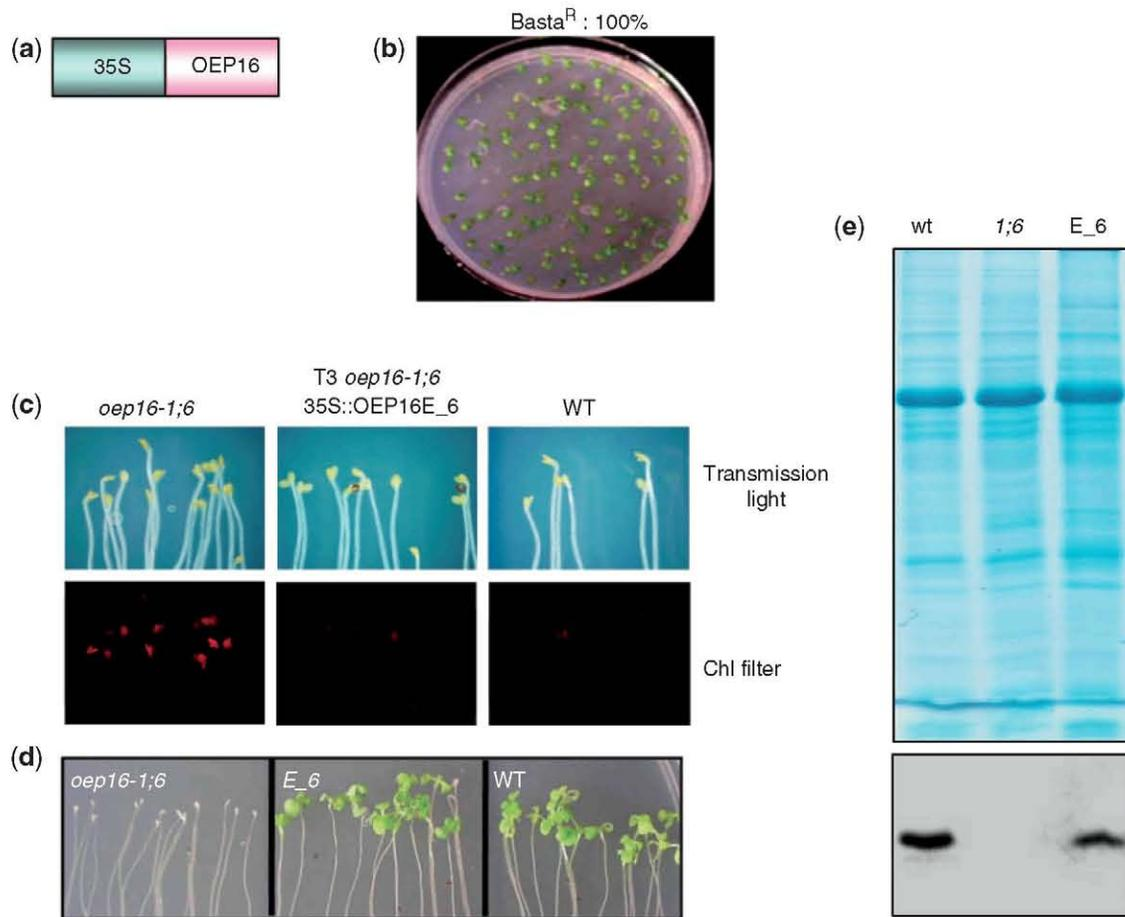 (a)
35S OEP16
Basta^R : 100%
(b)
(c)
oep16-1;6
T3 oep16-1;6
35S::OEP16E_6
WT
Transmission
light
Chl filter
(d)
oep16-1;6
E_6
WT
(e)
wt 1;6 E_6